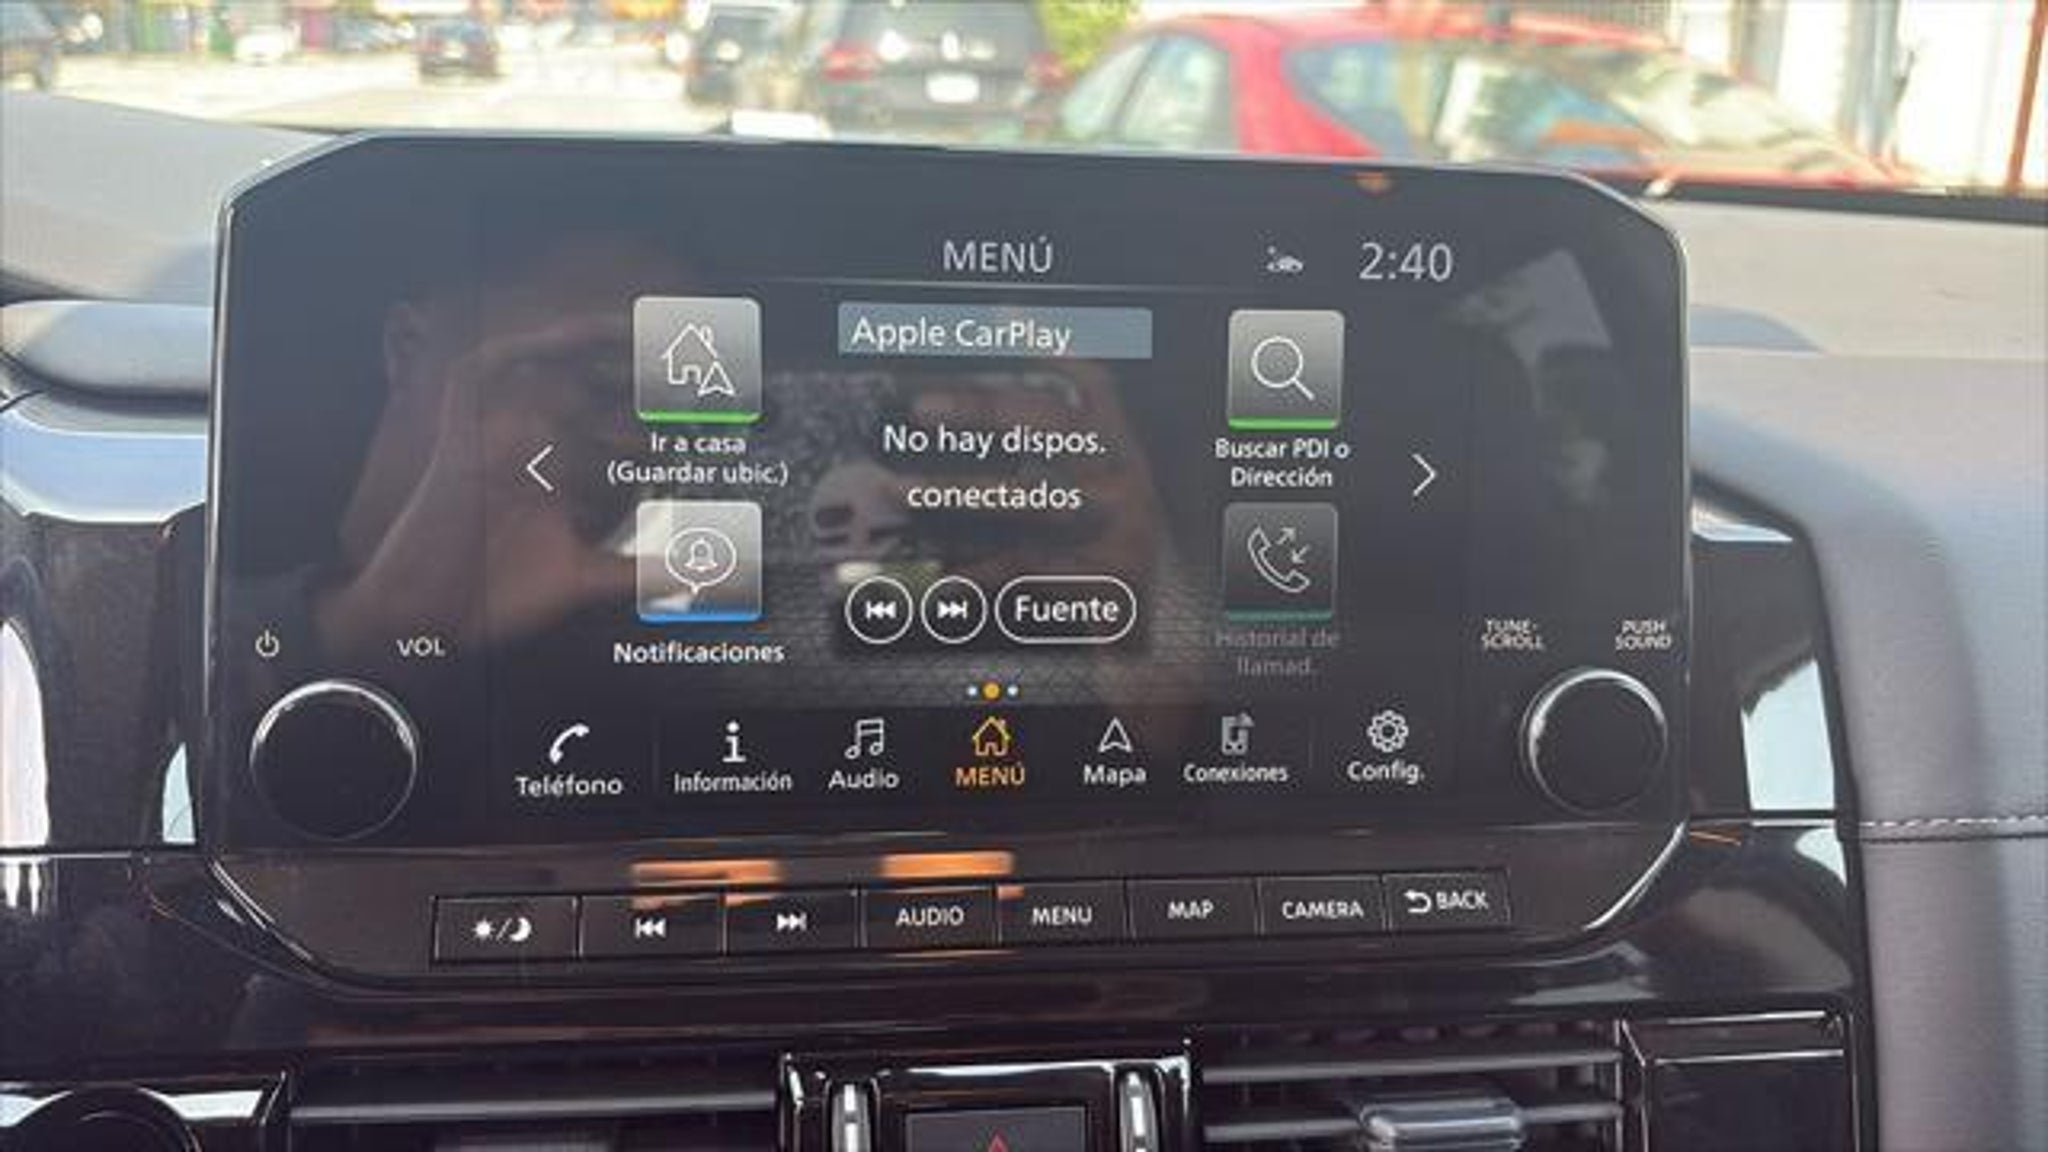 MENÚ
2:40
Apple CarPlay
Ir a casa
(Guardar ubic.)
No hay dispos.
conectados
Buscar PDI o
Dirección
Notificaciones
Fuente
Historial de
llamad.
VOL
TUNE·
SCROLL
PUSH
SOUND
Teléfono
Información
Audio
MENÚ
Mapa
Conexiones
Config.
AUDIO
MENU
MAP
CAMERA
BACK